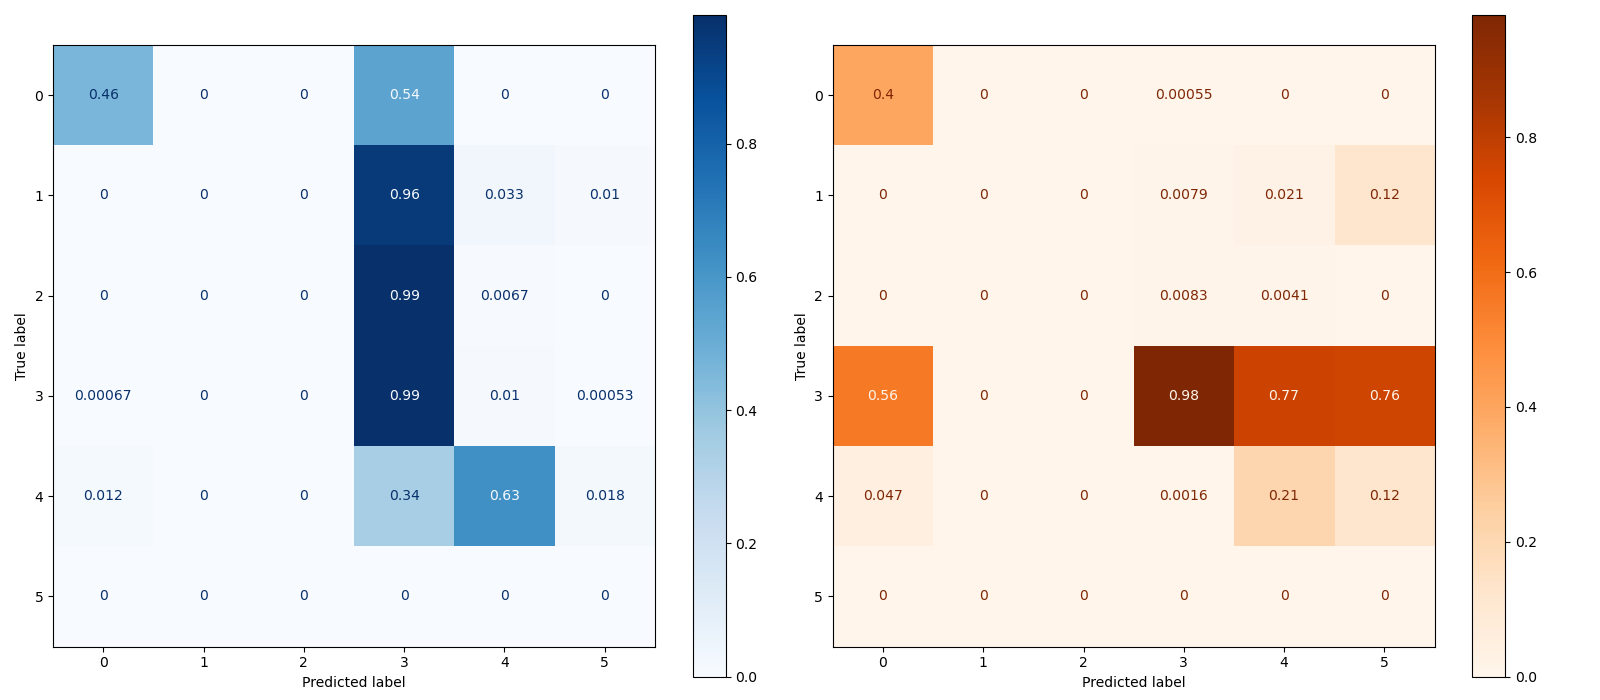 0 0.46 0 0 0.54 0 0
1 0 0 0 0.96 0.033 0.01
2 0 0 0 0.99 0.0067 0
3 0.00067 0 0 0.99 0.01 0.00053
4 0.012 0 0 0.34 0.63 0.018
5 0 0 0 0 0 0
0 1 2 3 4 5
True label
Predicted label
0.8
0.6
0.4
0.2
0.0
0 0.4 0 0 0.00055 0 0
1 0 0 0 0.0079 0.021 0.12
2 0 0 0 0.0083 0.0041 0
3 0.56 0 0 0.98 0.77 0.76
4 0.047 0 0 0.0016 0.21 0.12
5 0 0 0 0 0 0
0 1 2 3 4 5
True label
Predicted label
0.8
0.6
0.4
0.2
0.0